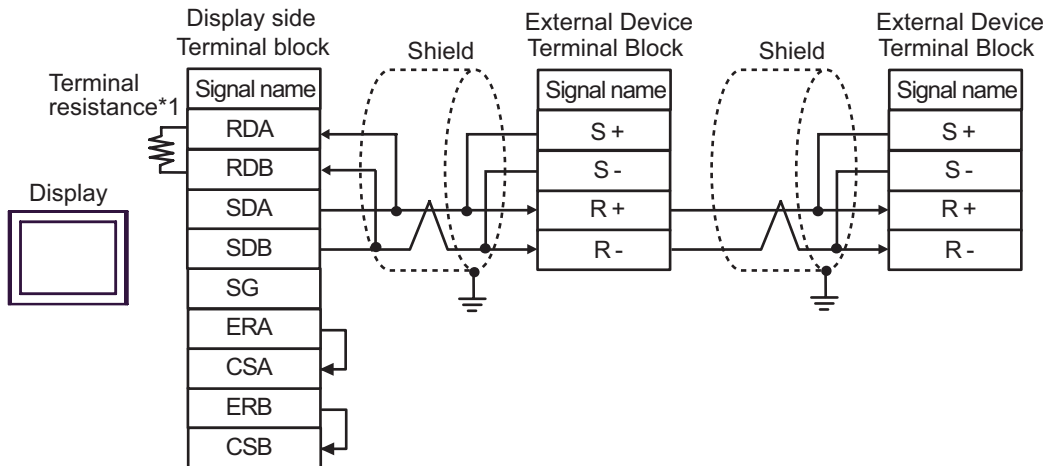 Display side
Terminal block
External Device
Terminal Block
External Device
Terminal Block
Shield
Shield
Terminal
resistance*1
Display
Signal name
RDA
RDB
SDA
SDB
SG
ERA
CSA
ERB
CSB
Signal name
S +
S -
R +
R -
Signal name
S +
S -
R +
R -